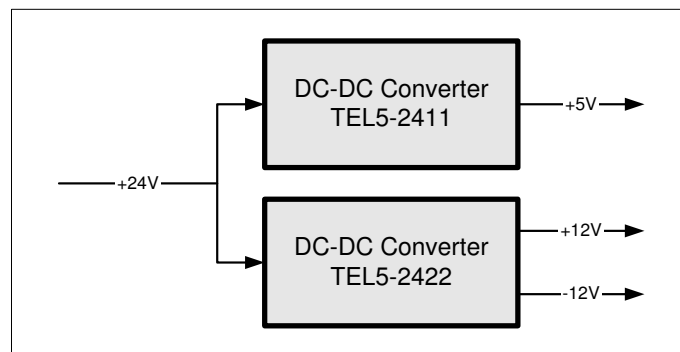 DC-DC Converter
TEL5-2411
+5V
+24V
DC-DC Converter
TEL5-2422
+12V
-12V